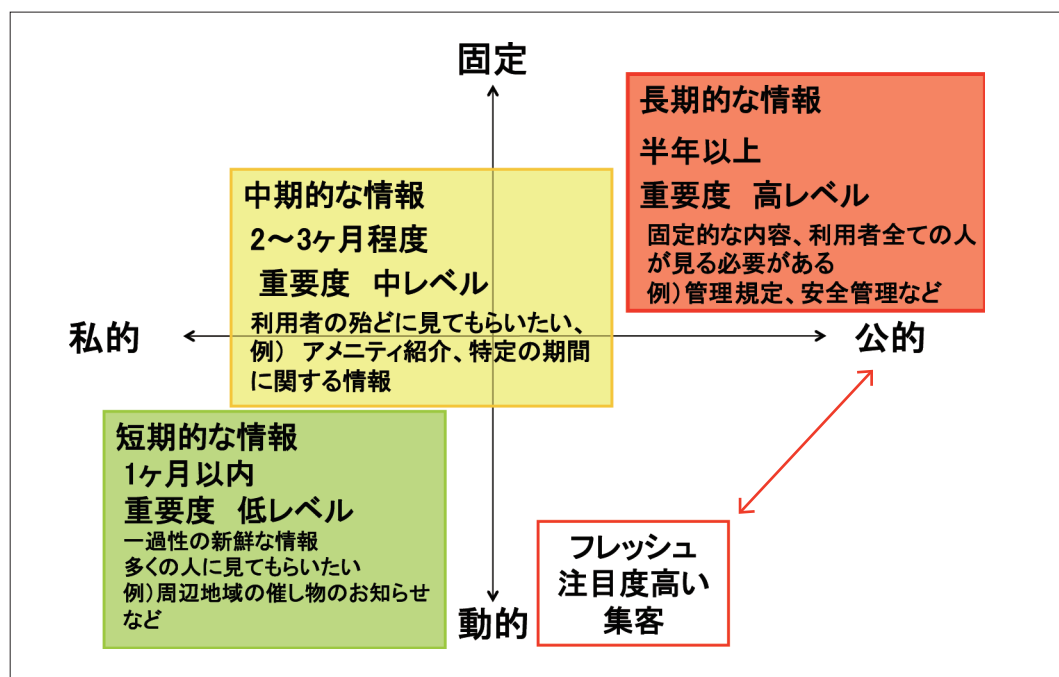 固定
長期的な情報
半年以上
重要度　高レベル
固定的な内容、利用者全ての人
が見る必要がある
例）管理規定、安全管理など
中期的な情報
2～3ヶ月程度
重要度　中レベル
利用者の殆どに見てもらいたい、
例）　アメニティ紹介、特定の期間
に関する情報
私的
公的
短期的な情報
1ヶ月以内
重要度　低レベル
一過性の新鮮な情報
多くの人に見てもらいたい
例）周辺地域の催し物のお知らせ
など
動的
フレッシュ
注目度高い
集客